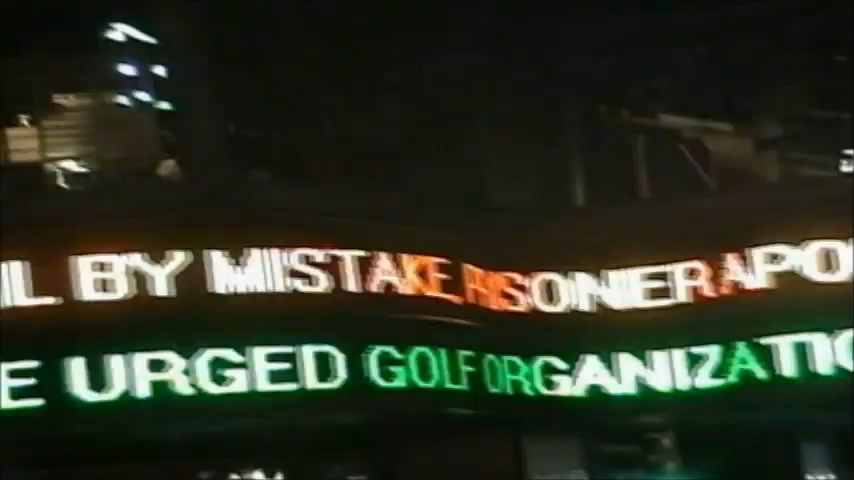 IL BY MISTAKE, PRISONER APO
E URGED GOLF ORGANIZATIO